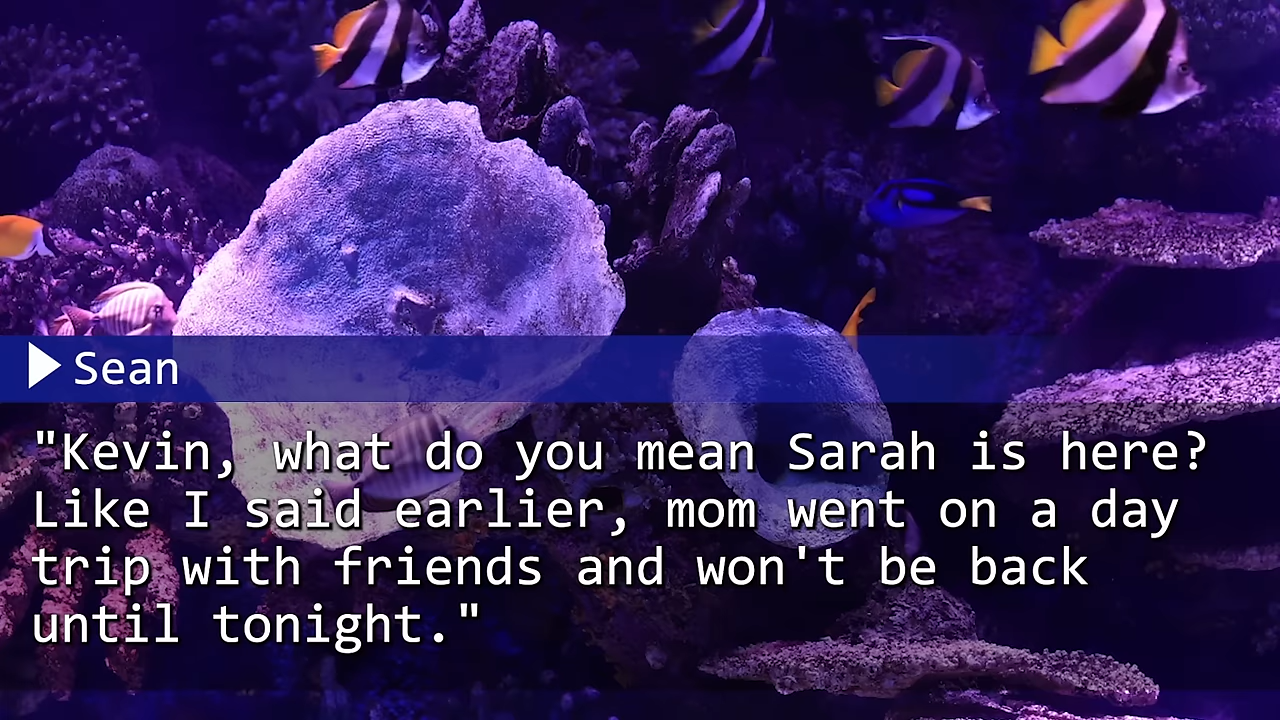 Sean
"Kevin, what do you mean Sarah is here?
Like I said earlier, mom went on a day
trip with friends and won't be back
until tonight."